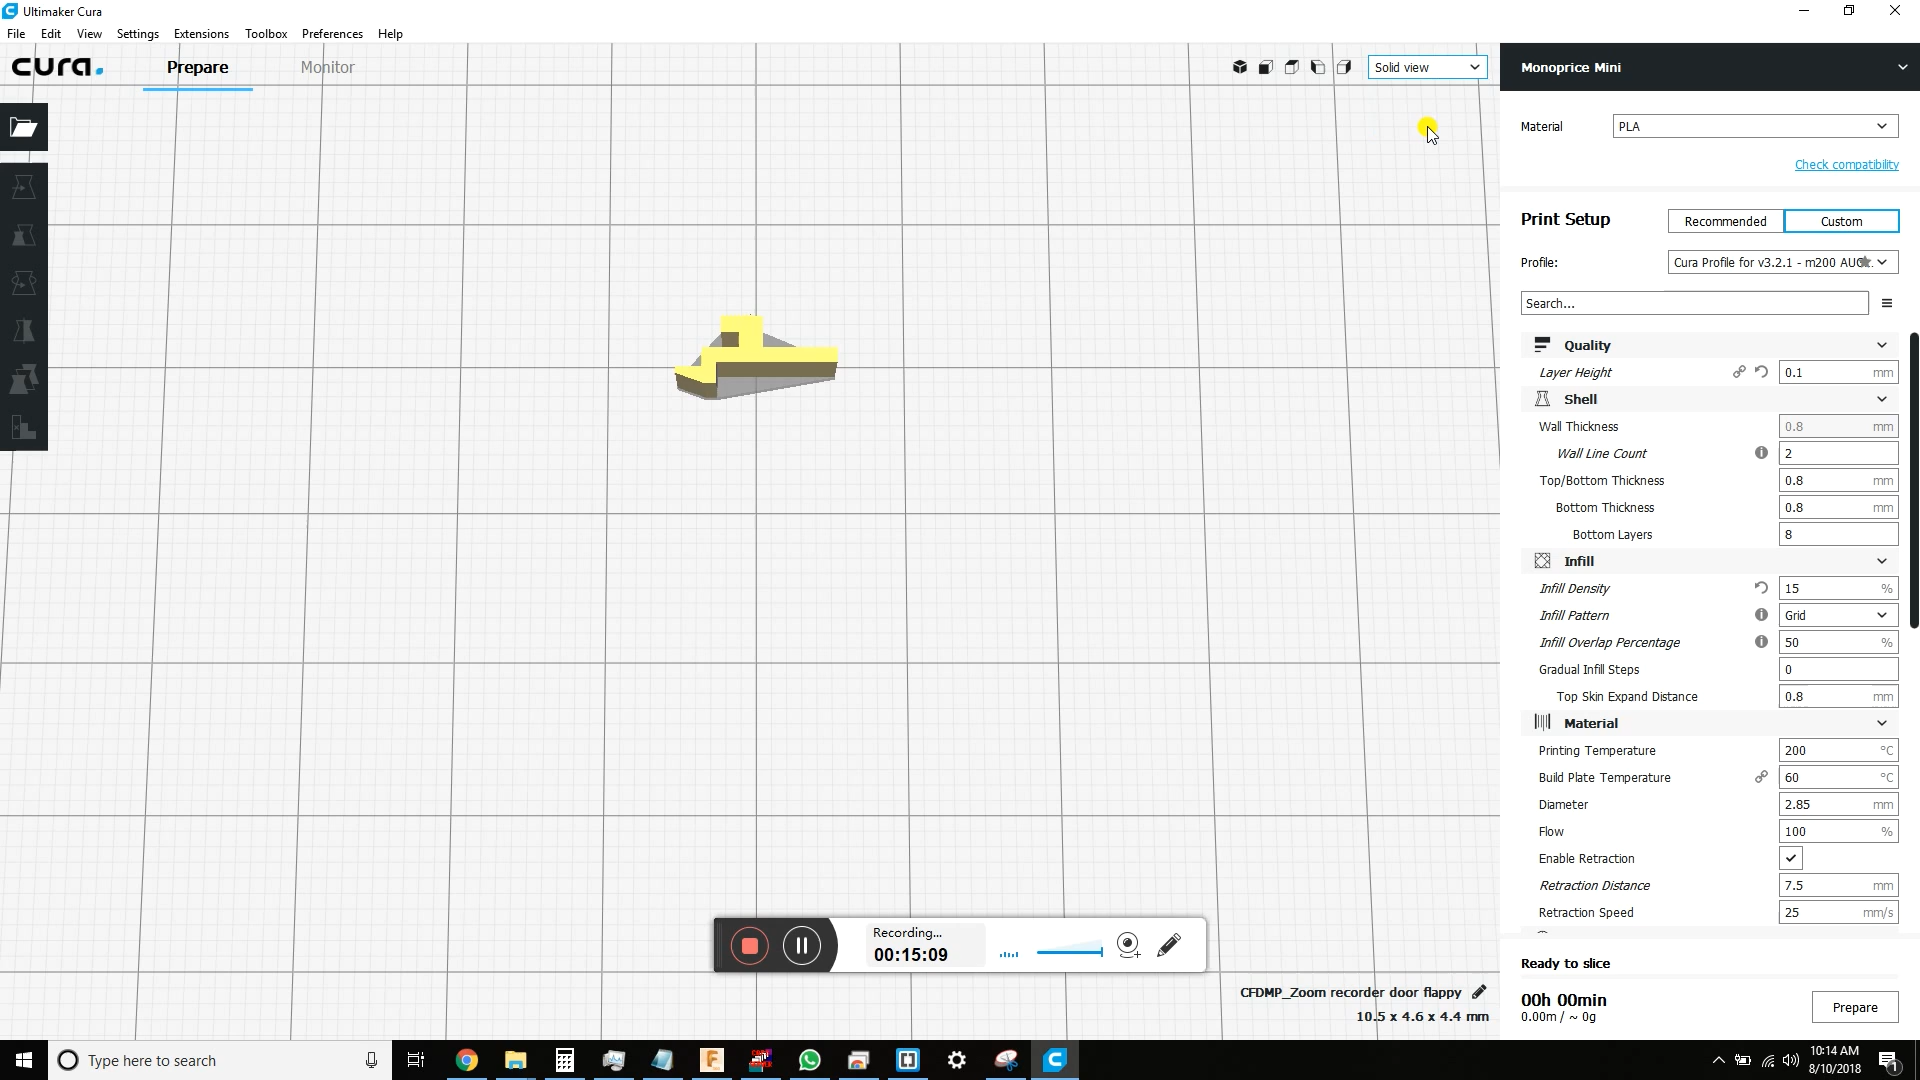 Ultimaker Cura
File Edit View Settings Extensions Toolbox Preferences Help
cura. Prepare Monitor
Solid view
Monoprice Mini
Material PLA
Check compatibility
Print Setup Recommended Custom
Profile: Cura Profile for v3.2.1 - m200 AUG
Search...
Quality
Layer Height 0.1 mm
Shell
Wall Thickness 0.8 mm
Wall Line Count 2
Top/Bottom Thickness 0.8 mm
Bottom Thickness 0.8 mm
Bottom Layers 8
Infill
Infill Density 15 %
Infill Pattern Grid
Infill Overlap Percentage 50 %
Gradual Infill Steps 0
Top Skin Expand Distance 0.8 mm
Material
Printing Temperature 200 °C
Build Plate Temperature 60 °C
Diameter 2.85 mm
Flow 100 %
Enable Retraction
Retraction Distance 7.5 mm
Retraction Speed 25 mm/s
Recording...
00:15:09
CFDMP_Zoom recorder door flappy
10.5 x 4.6 x 4.4 mm
Ready to slice
00h 00min
0.00m / ~ 0g
Prepare
Type here to search
10:14 AM
8/10/2018
1